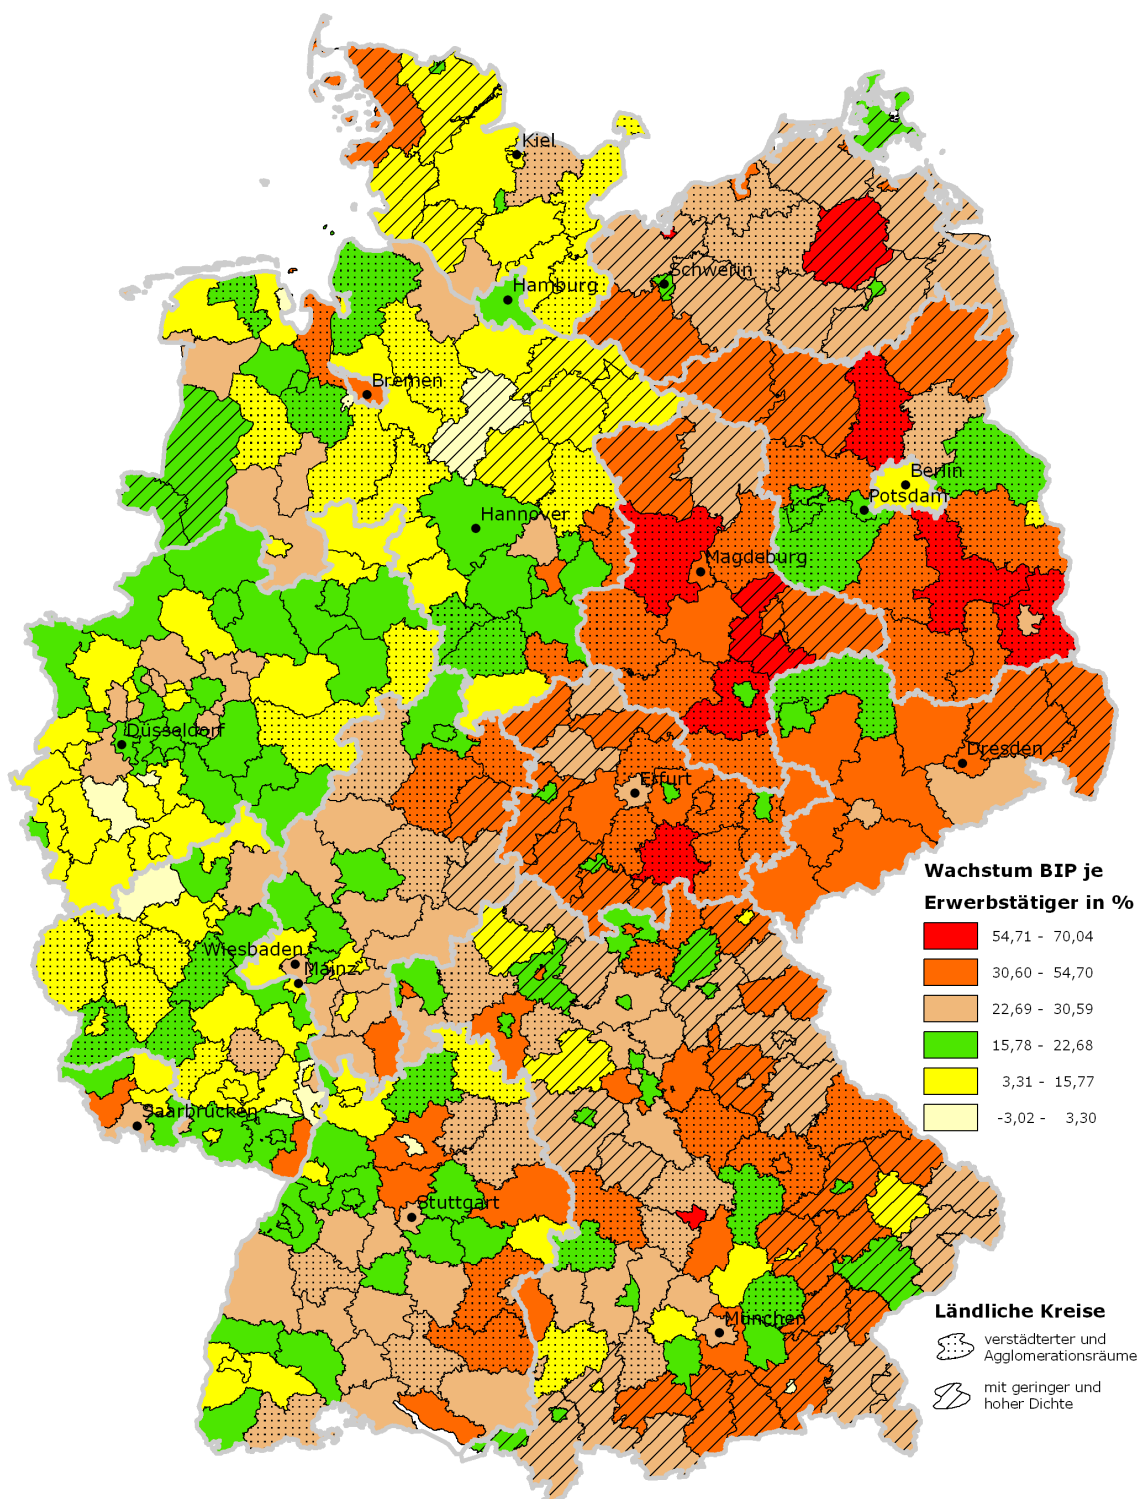 Kiel
Schwerin
Hamburg
Bremen
Berlin
Potsdam
Hannover
Magdeburg
Düsseldorf
Dresden
Erfurt
Wachstum BIP je
Erwerbstätiger in %
54,71 - 70,04
30,60 - 54,70
22,69 - 30,59
15,78 - 22,68
3,31 - 15,77
-3,02 - 3,30
Wiesbaden
Mainz
Saarbrücken
Stuttgart
München
Ländliche Kreise
verstädterter und
Agglomerationsräume
mit geringer und
hoher Dichte